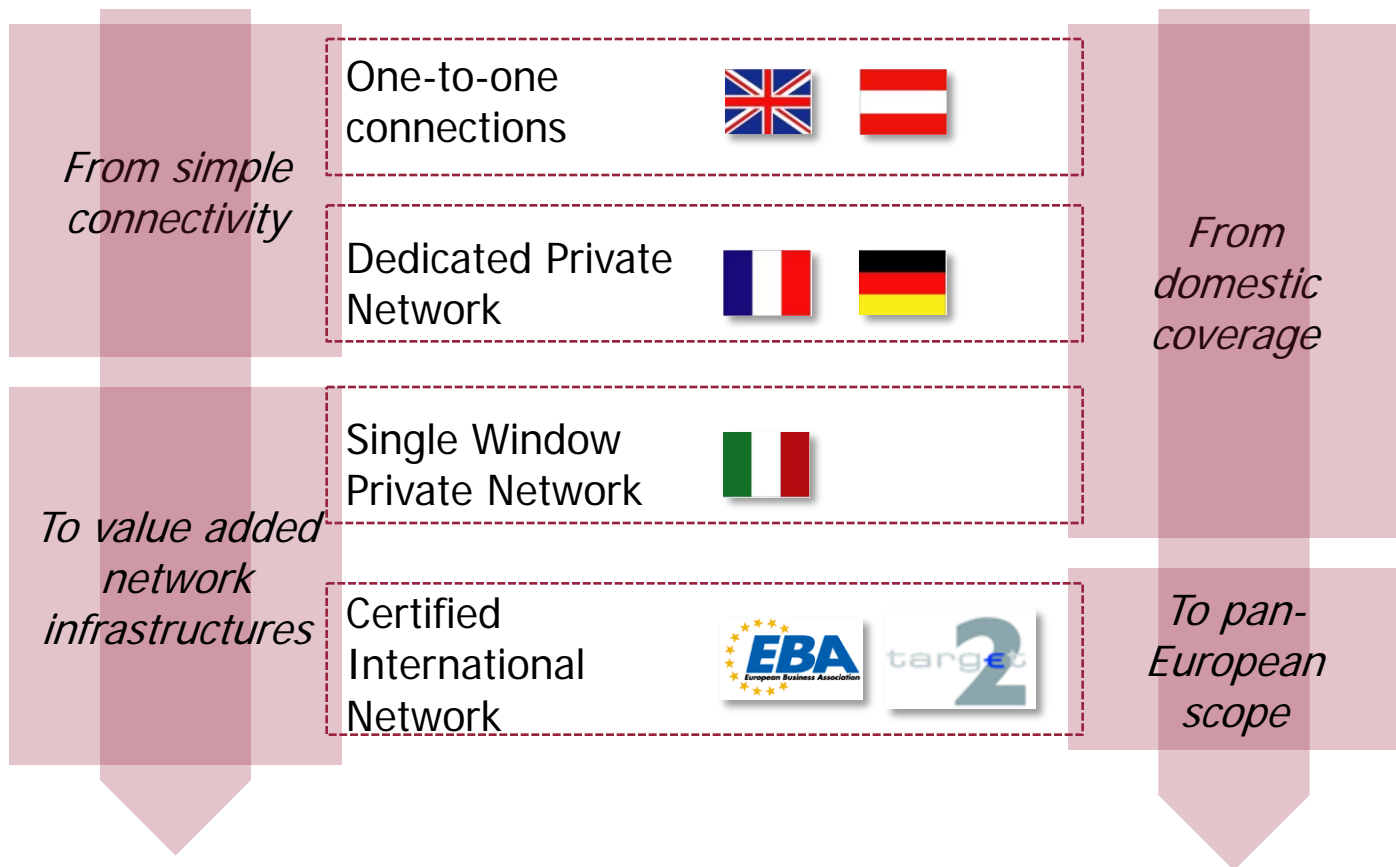 One-to-one
connections
From simple
connectivity
Dedicated Private
Network
From
domestic
coverage
Single Window
Private Network
To value added
network
infrastructures
Certified
International
Network
EBA
European Business Association
target
2
To pan-
European
scope